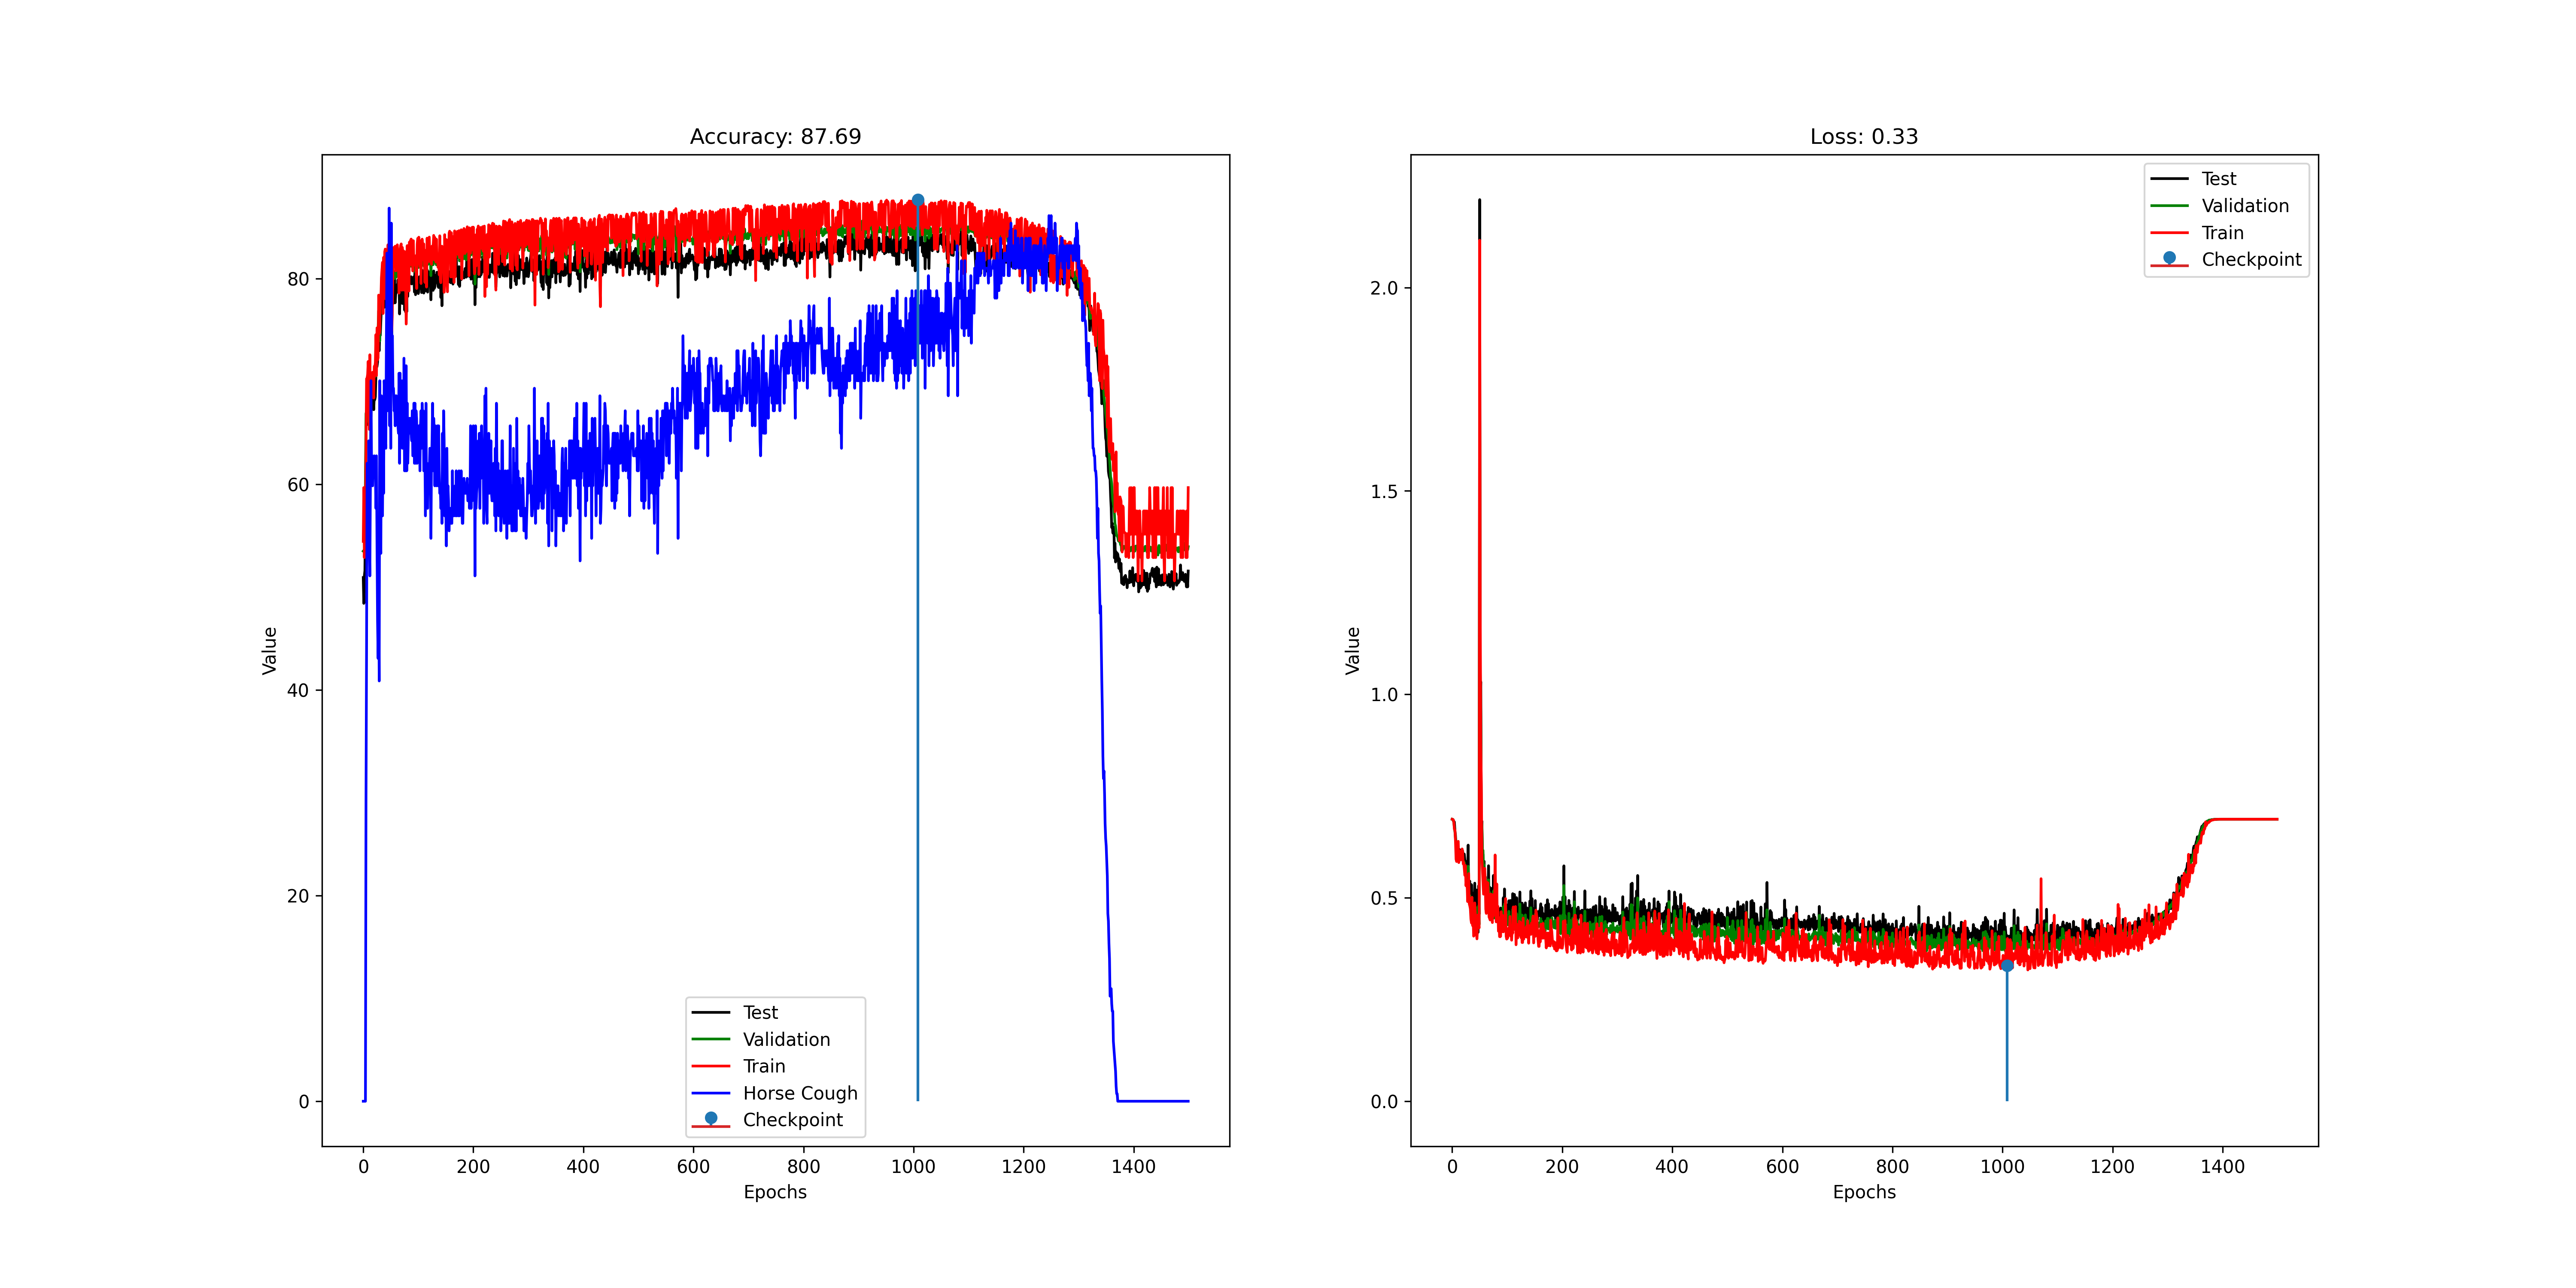 Accuracy: 87.69
Value
80
60
40
20
0
Test
Validation
Train
Horse Cough
Checkpoint
0 200 400 600 800 1000 1200 1400
Epochs
Loss: 0.33
Value
2.0
1.5
1.0
0.5
0.0
Test
Validation
Train
Checkpoint
0 200 400 600 800 1000 1200 1400
Epochs